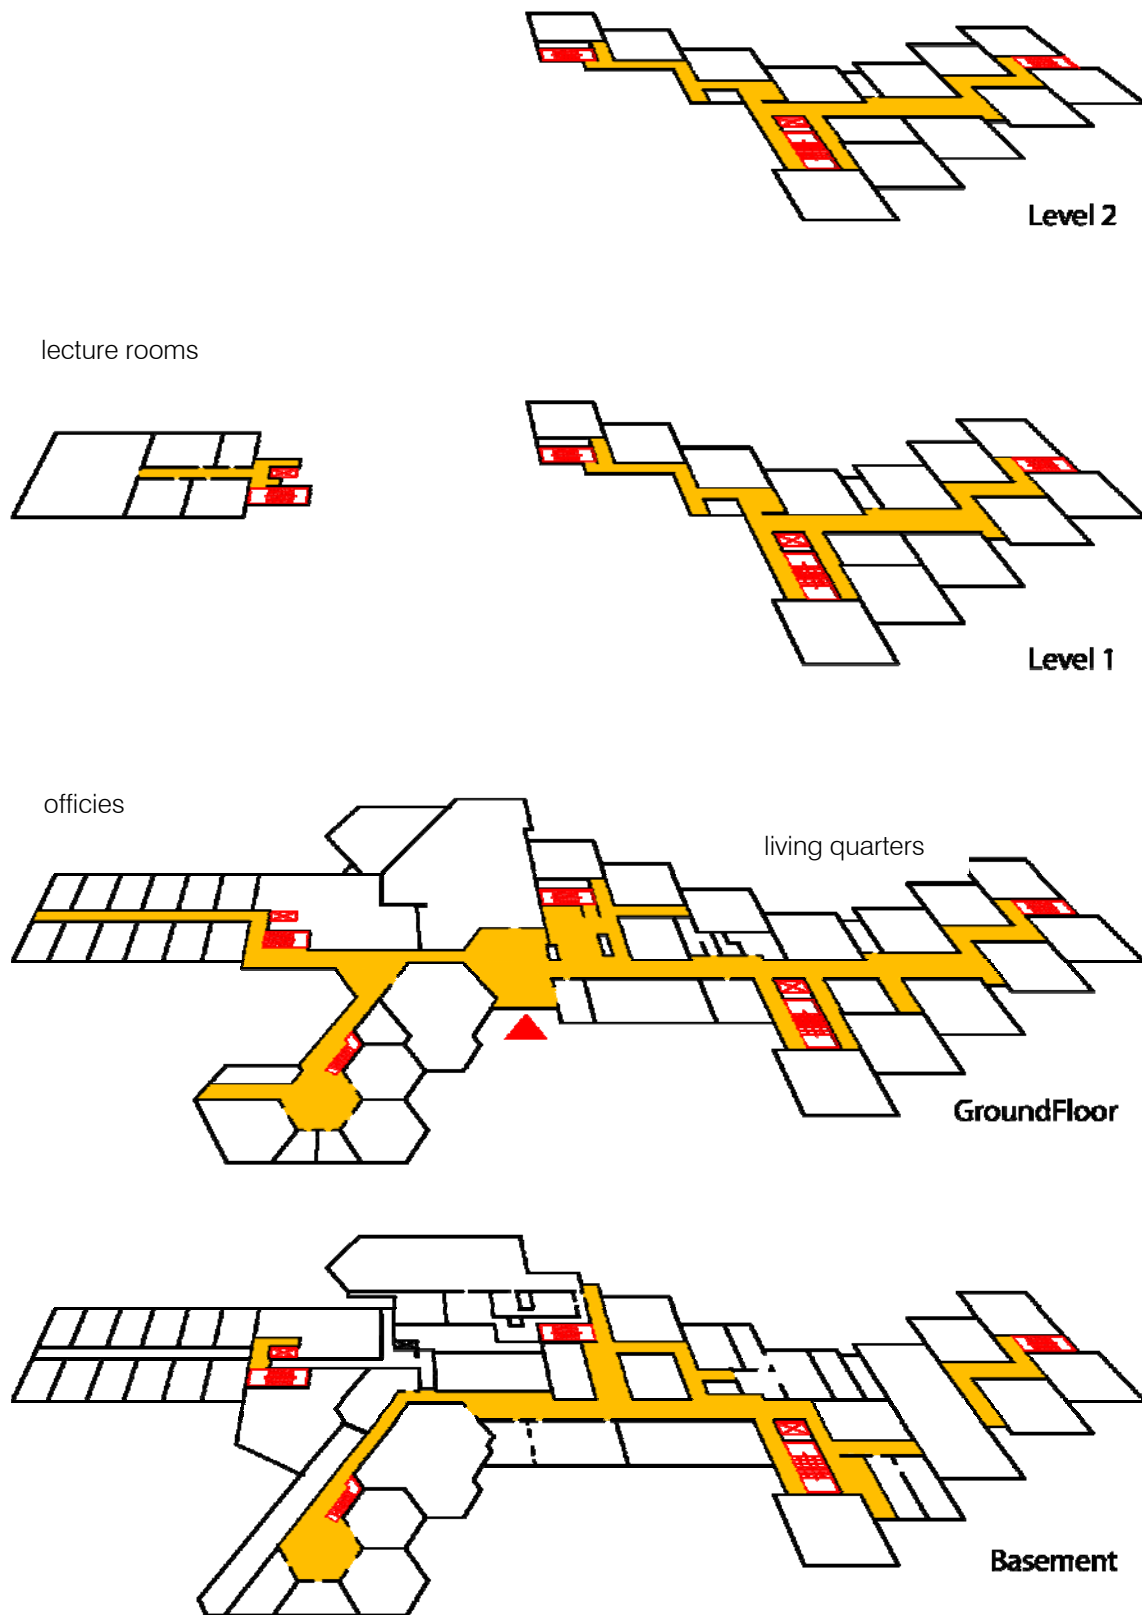 Level 2
lecture rooms
Level 1
officies
living quarters
GroundFloor
Basement